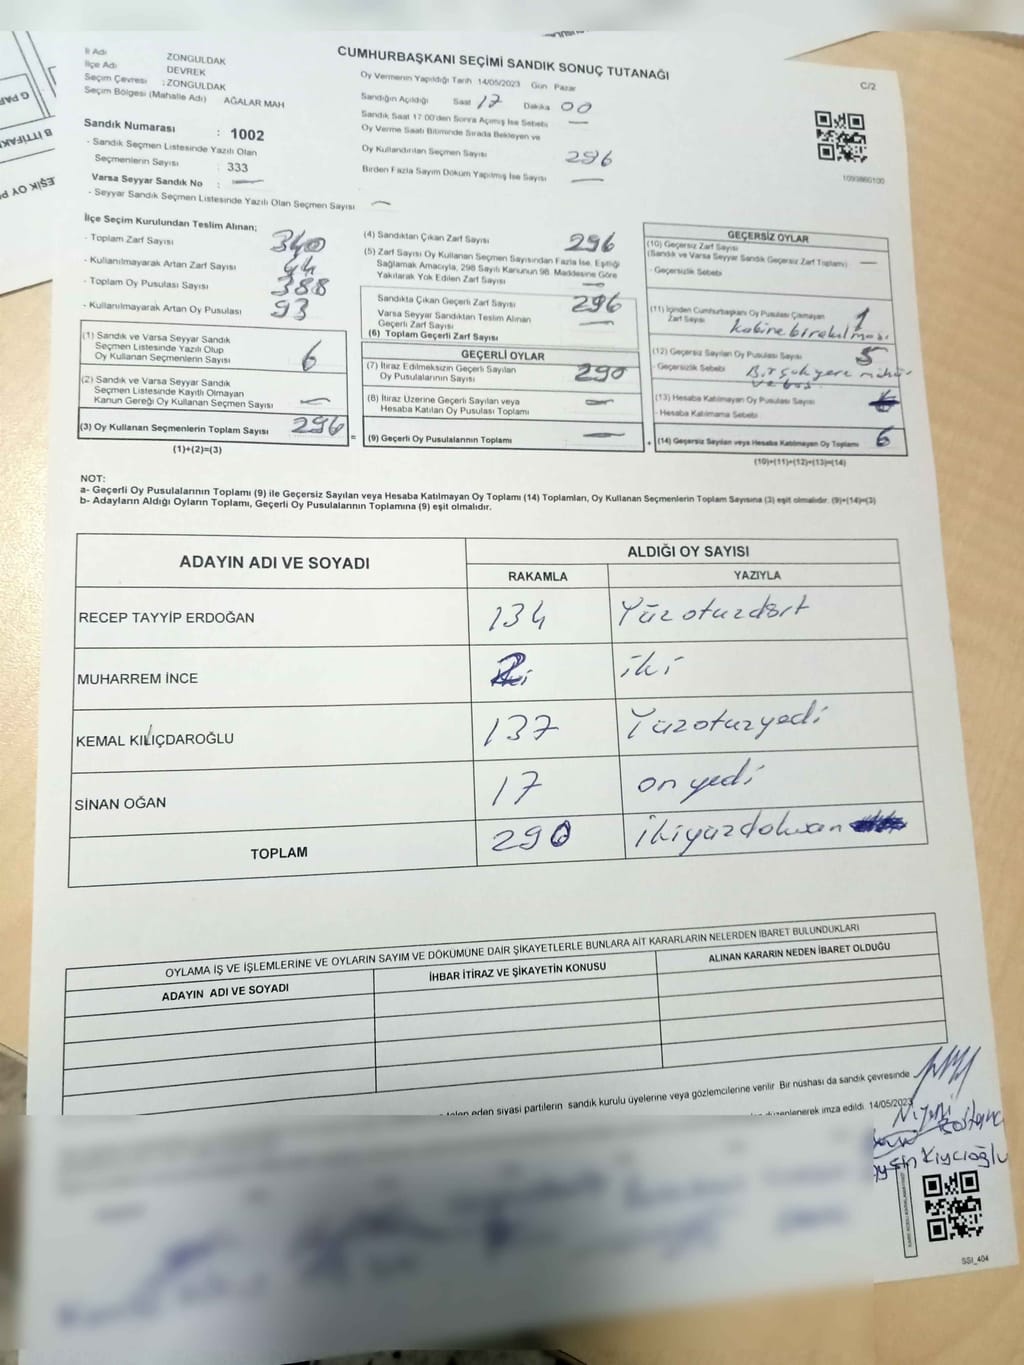 CUMHURBAŞKANI SEÇİMİ SANDIK SONUÇ TUTANAĞI
C/2
İl Adı ZONGULDAK
İlçe Adı DEVREK
Seçim Çevresi : ZONGULDAK
Seçim Bölgesi (Mahalle Adı) AĞALAR MAH
Sandık Numarası : 1002
- Sandık Seçmen Listesinde Yazılı Olan
Seçmenlerin Sayısı : 333
Varsa Seyyar Sandık No :
- Seyyar Sandık Seçmen Listesinde Yazılı Olan Seçmen Sayısı
Oy Vermenin Yapıldığı Tarih 14/05/2023 Gün Pazar
Sandığın Açıldığı Saat 17 Dakika 00
Sandık Saat 17:00'den Sonra Açımış İse Sebebi
Oy Verme Saati Bitiminde Sırada Bekleyen ve
Oy Kullandırılan Seçmen Sayısı 296
Birden Fazla Sayım Döküm Yapılmış İse Sayısı
1093860100
İlçe Seçim Kurulundan Teslim Alınan;
- Toplam Zarf Sayısı 340
- Kullanılmayarak Artan Zarf Sayısı 44
- Toplam Oy Pusulası Sayısı 388
- Kullanılmayarak Artan Oy Pusulası 93
(1) Sandık ve Varsa Seyyar Sandık
Seçmen Listesinde Yazılı Olup
Oy Kullanan Seçmenlerin Sayısı 6
(2) Sandık ve Varsa Seyyar Sandık
Seçmen Listesinde Kayıtlı Olmayan
Kanun Gereği Oy Kullanan Seçmen Sayısı
(3) Oy Kullanan Seçmenlerin Toplam Sayısı 296
(1)+(2)=(3)
(4) Sandıktan Çıkan Zarf Sayısı 296
(5) Zarf Sayısı Oy Kullanan Seçmen Sayısından Fazla İse, Eşitliği
Sağlamak Amacıyla, 298 Sayılı Kanunun 98. Maddesine Göre
Yakılarak Yok Edilen Zarf Sayısı
Sandıkta Çıkan Geçerli Zarf Sayısı 296
Varsa Seyyar Sandıktan Teslim Alınan
Geçerli Zarf Sayısı
(6) Toplam Geçerli Zarf Sayısı
GEÇERLİ OYLAR
(7) İtiraz Edilmeksizin Geçerli Sayılan
Oy Pusulasının Sayısı 290
(8) İtiraz Üzerine Geçerli Sayılan veya
Hesaba Katılan Oy Pusulası Toplamı
= (9) Geçerli Oy Pusulalarının Toplamı
GEÇERSİZ OYLAR
(10) Geçersiz Zarf Sayısı
(Sandık ve Varsa Seyyar Sandık Geçersiz Zarf Toplamı)
- Geçersizlik Sebebi
(11) İçinden Cumhurbaşkanı Oy Pusulası Çıkmayan
Zarf Sayısı 1
kabine bırakılması
(12) Geçersiz Sayılan Oy Pusulası Sayısı 5
- Geçersizlik Sebebi Birçok yere mühür
ve boş
(13) Hesaba Katılmayan Oy Pusulası Sayısı
- Hesaba Katılmama Sebebi
+ (14) Geçersiz Sayılan veya Hesaba Katılmayan Oy Toplamı 6
(10)+(11)+(12)+(13)=(14)
NOT:
a- Geçerli Oy Pusulalarının Toplamı (9) ile Geçersiz Sayılan veya Hesaba Katılmayan Oy Toplamı (14) Toplamları, Oy Kullanan Seçmenlerin Toplam Sayısına (3) eşit olmalıdır. (9)+(14)=(3)
b- Adayların Aldığı Oyların Toplamı, Geçerli Oy Pusulalarının Toplamına (9) eşit olmalıdır.
ADAYIN ADI VE SOYADI ALDIĞI OY SAYISI
RAKAMLA YAZIYLA
RECEP TAYYİP ERDOĞAN 134 Yüzotuzdört
MUHARREM İNCE 2 iki
KEMAL KILIÇDAROĞLU 137 Yüzotuzyedi
SİNAN OĞAN 17 on yedi
TOPLAM 290 ikiyüzdoksan
OYLAMA İŞ VE İŞLEMLERİNE VE OYLARIN SAYIM VE DÖKÜMÜNE DAİR ŞİKAYETLERLE BUNLARA AİT KARARLARIN NELERDEN İBARET BULUNDUKLARI
ADAYIN ADI VE SOYADI İHBAR İTİRAZ VE ŞİKAYETİN KONUSU ALINAN KARARIN NEDEN İBARET OLDUĞU
eden siyasi partilerin sandık kurulu üyelerine veya gözlemcilerine verilir. Bir nüshası da sandık çevresinde
düzenlenerek imza edildi. 14/05/2023
Kıycıoğlu
SSI_404